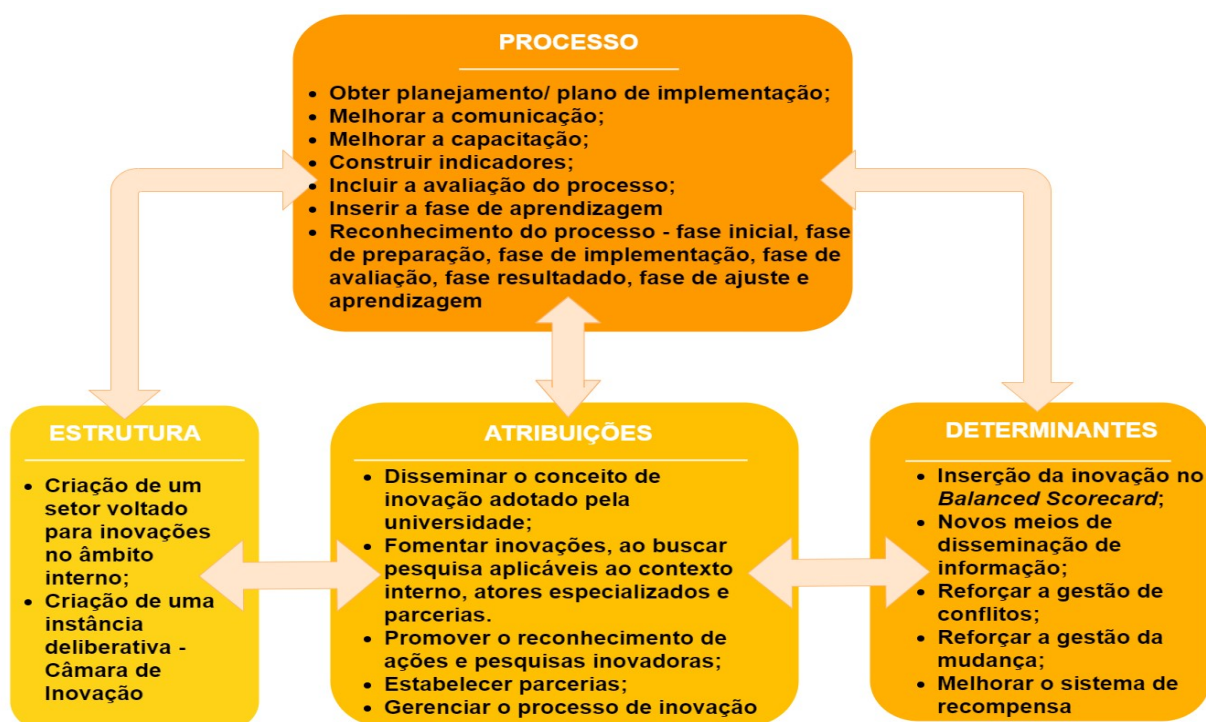 PROCESSO
• Obter planejamento/ plano de implementação;
• Melhorar a comunicação;
• Melhorar a capacitação;
• Construir indicadores;
• Incluir a avaliação do processo;
• Inserir a fase de aprendizagem
• Reconhecimento do processo - fase inicial, fase
de preparação, fase de implementação, fase de
avaliação, fase resultadado, fase de ajuste e
aprendizagem
ESTRUTURA
• Criação de um
setor voltado
para inovações
no âmbito
interno;
• Criação de uma
instância
deliberativa -
Câmara de
Inovação
ATRIBUIÇÕES
• Disseminar o conceito de
inovação adotado pela
universidade;
• Fomentar inovações, ao buscar
pesquisa aplicáveis ao contexto
interno, atores especializados e
parcerias.
• Promover o reconhecimento de
ações e pesquisas inovadoras;
• Estabelecer parcerias;
• Gerenciar o processo de inovação
DETERMINANTES
• Inserção da inovação no
Balanced Scorecard;
• Novos meios de
disseminação de
informação;
• Reforçar a gestão de
conflitos;
• Reforçar a gestão da
mudança;
• Melhorar o sistema de
recompensa